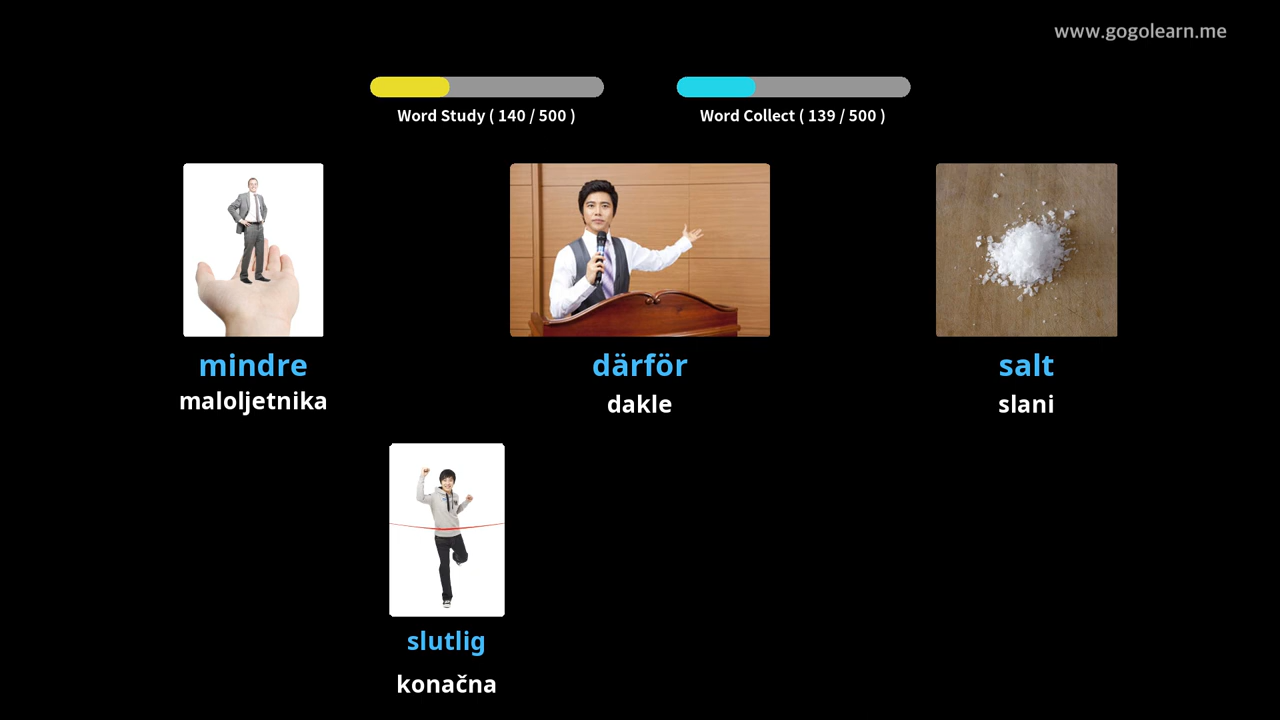 www.gogolearn.me
Word Study ( 140 / 500 )
Word Collect ( 139 / 500 )
mindre
maloljetnika
därför
dakle
salt
slani
slutlig
konačna